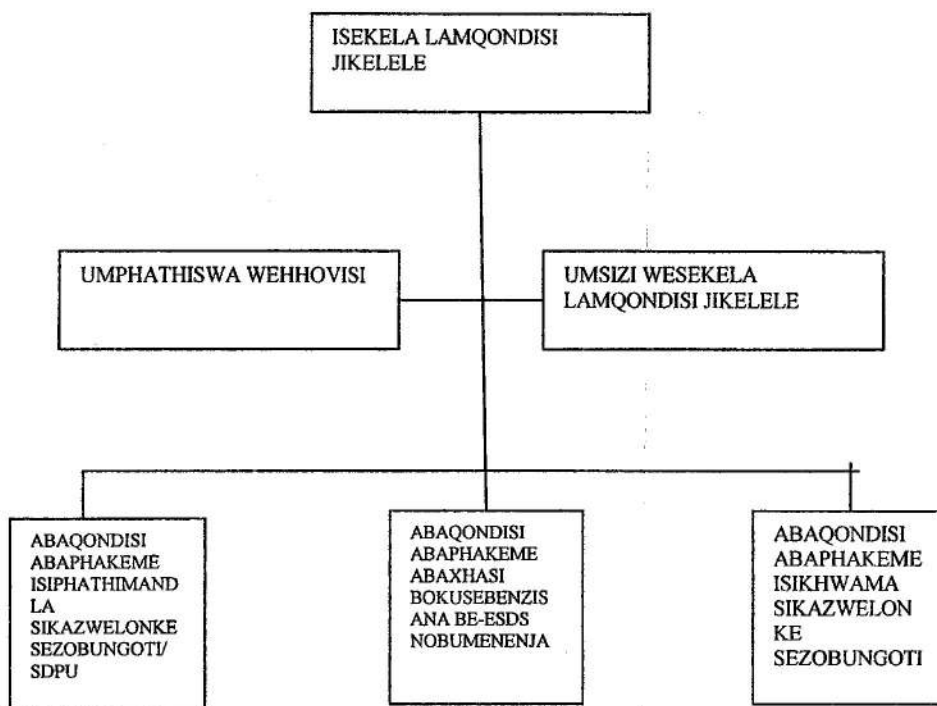 ISEKELA LAMQONDISI
JIKELELE
UMPHATHISWA WEHHOVISI
UMSIZI WESEKELA
LAMQONDISI JIKELELE
ABAQONDISI
ABAPHAKEME
ISIPHATHIMAND
LA
SIKAZWELONKE
SEZOBUNGOTI/
SDPU
ABAQONDISI
ABAPHAKEME
ABAXHASI
BOKUSEBENZIS
ANA BE-ESDS
NOBUMENENJA
ABAQONDISI
ABAPHAKEME
ISIKHWAMA
SIKAZWELON
KE
SEZOBUNGOTI